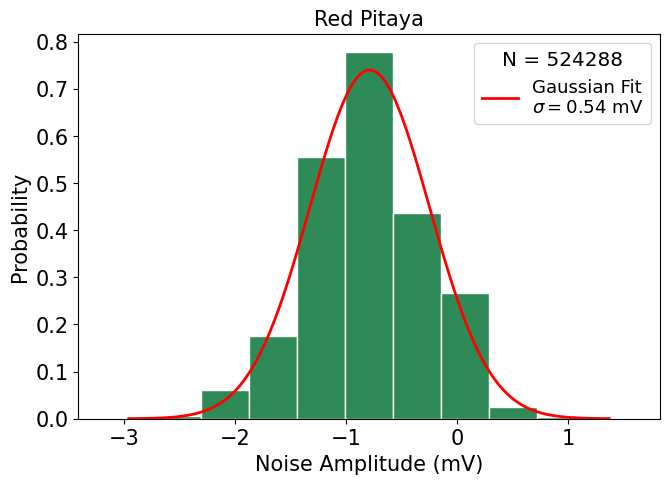 Red Pitaya
N = 524288
Gaussian Fit
σ = 0.54 mV
Probability
0.8
0.7
0.6
0.5
0.4
0.3
0.2
0.1
0.0
−3 −2 −1 0 1
Noise Amplitude (mV)